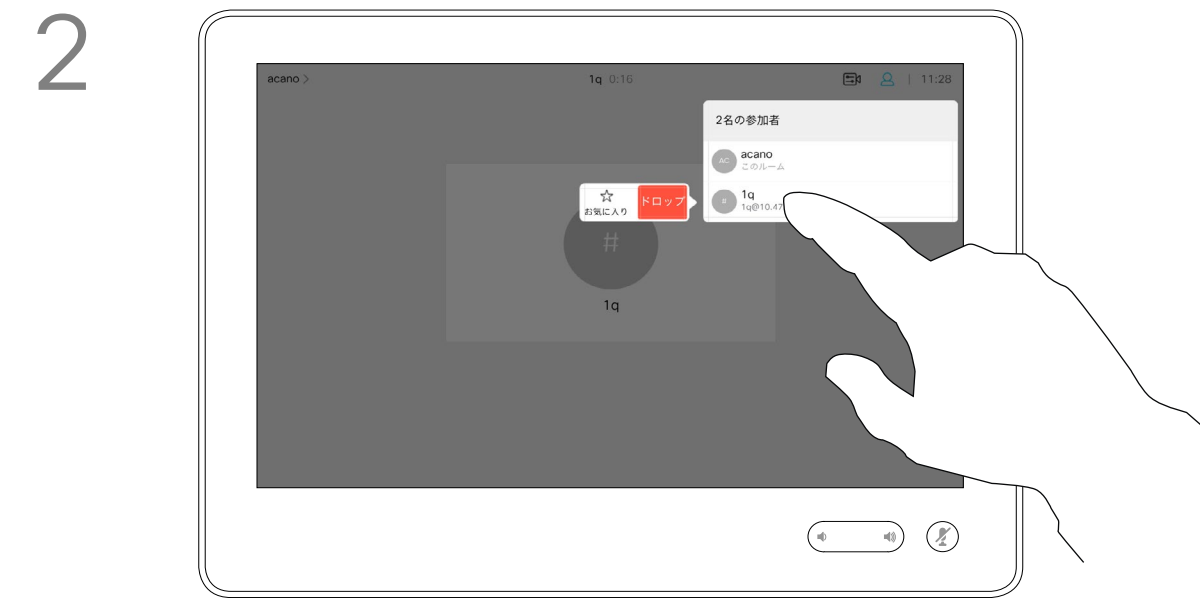 2
acano >
1q 0:16
| 11:28
2名の参加者
AC
acano
このルーム
#
1q
1q@10.47
お気に入り
ドロップ
#
1q